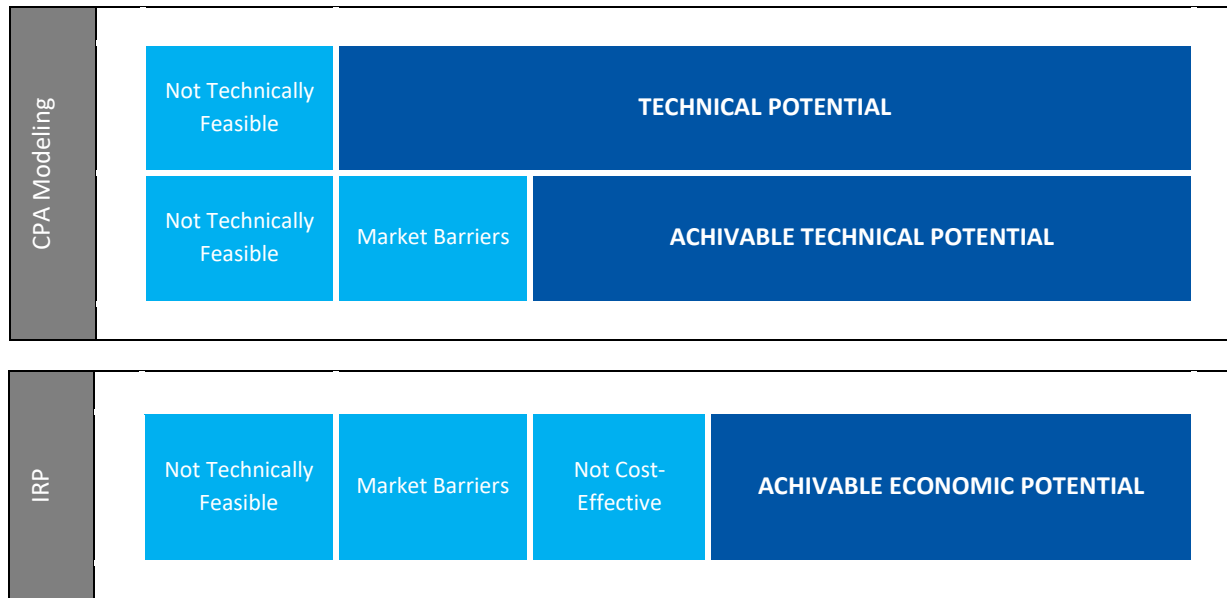 CPA Modeling
Not Technically
Feasible
TECHNICAL POTENTIAL
Not Technically
Feasible
Market Barriers
ACHIVABLE TECHNICAL POTENTIAL
IRP
Not Technically
Feasible
Market Barriers
Not Cost-
Effective
ACHIVABLE ECONOMIC POTENTIAL